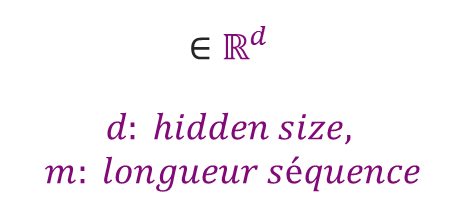 ∈ ℝ^d
d: hidden size,
m: longueur séquence